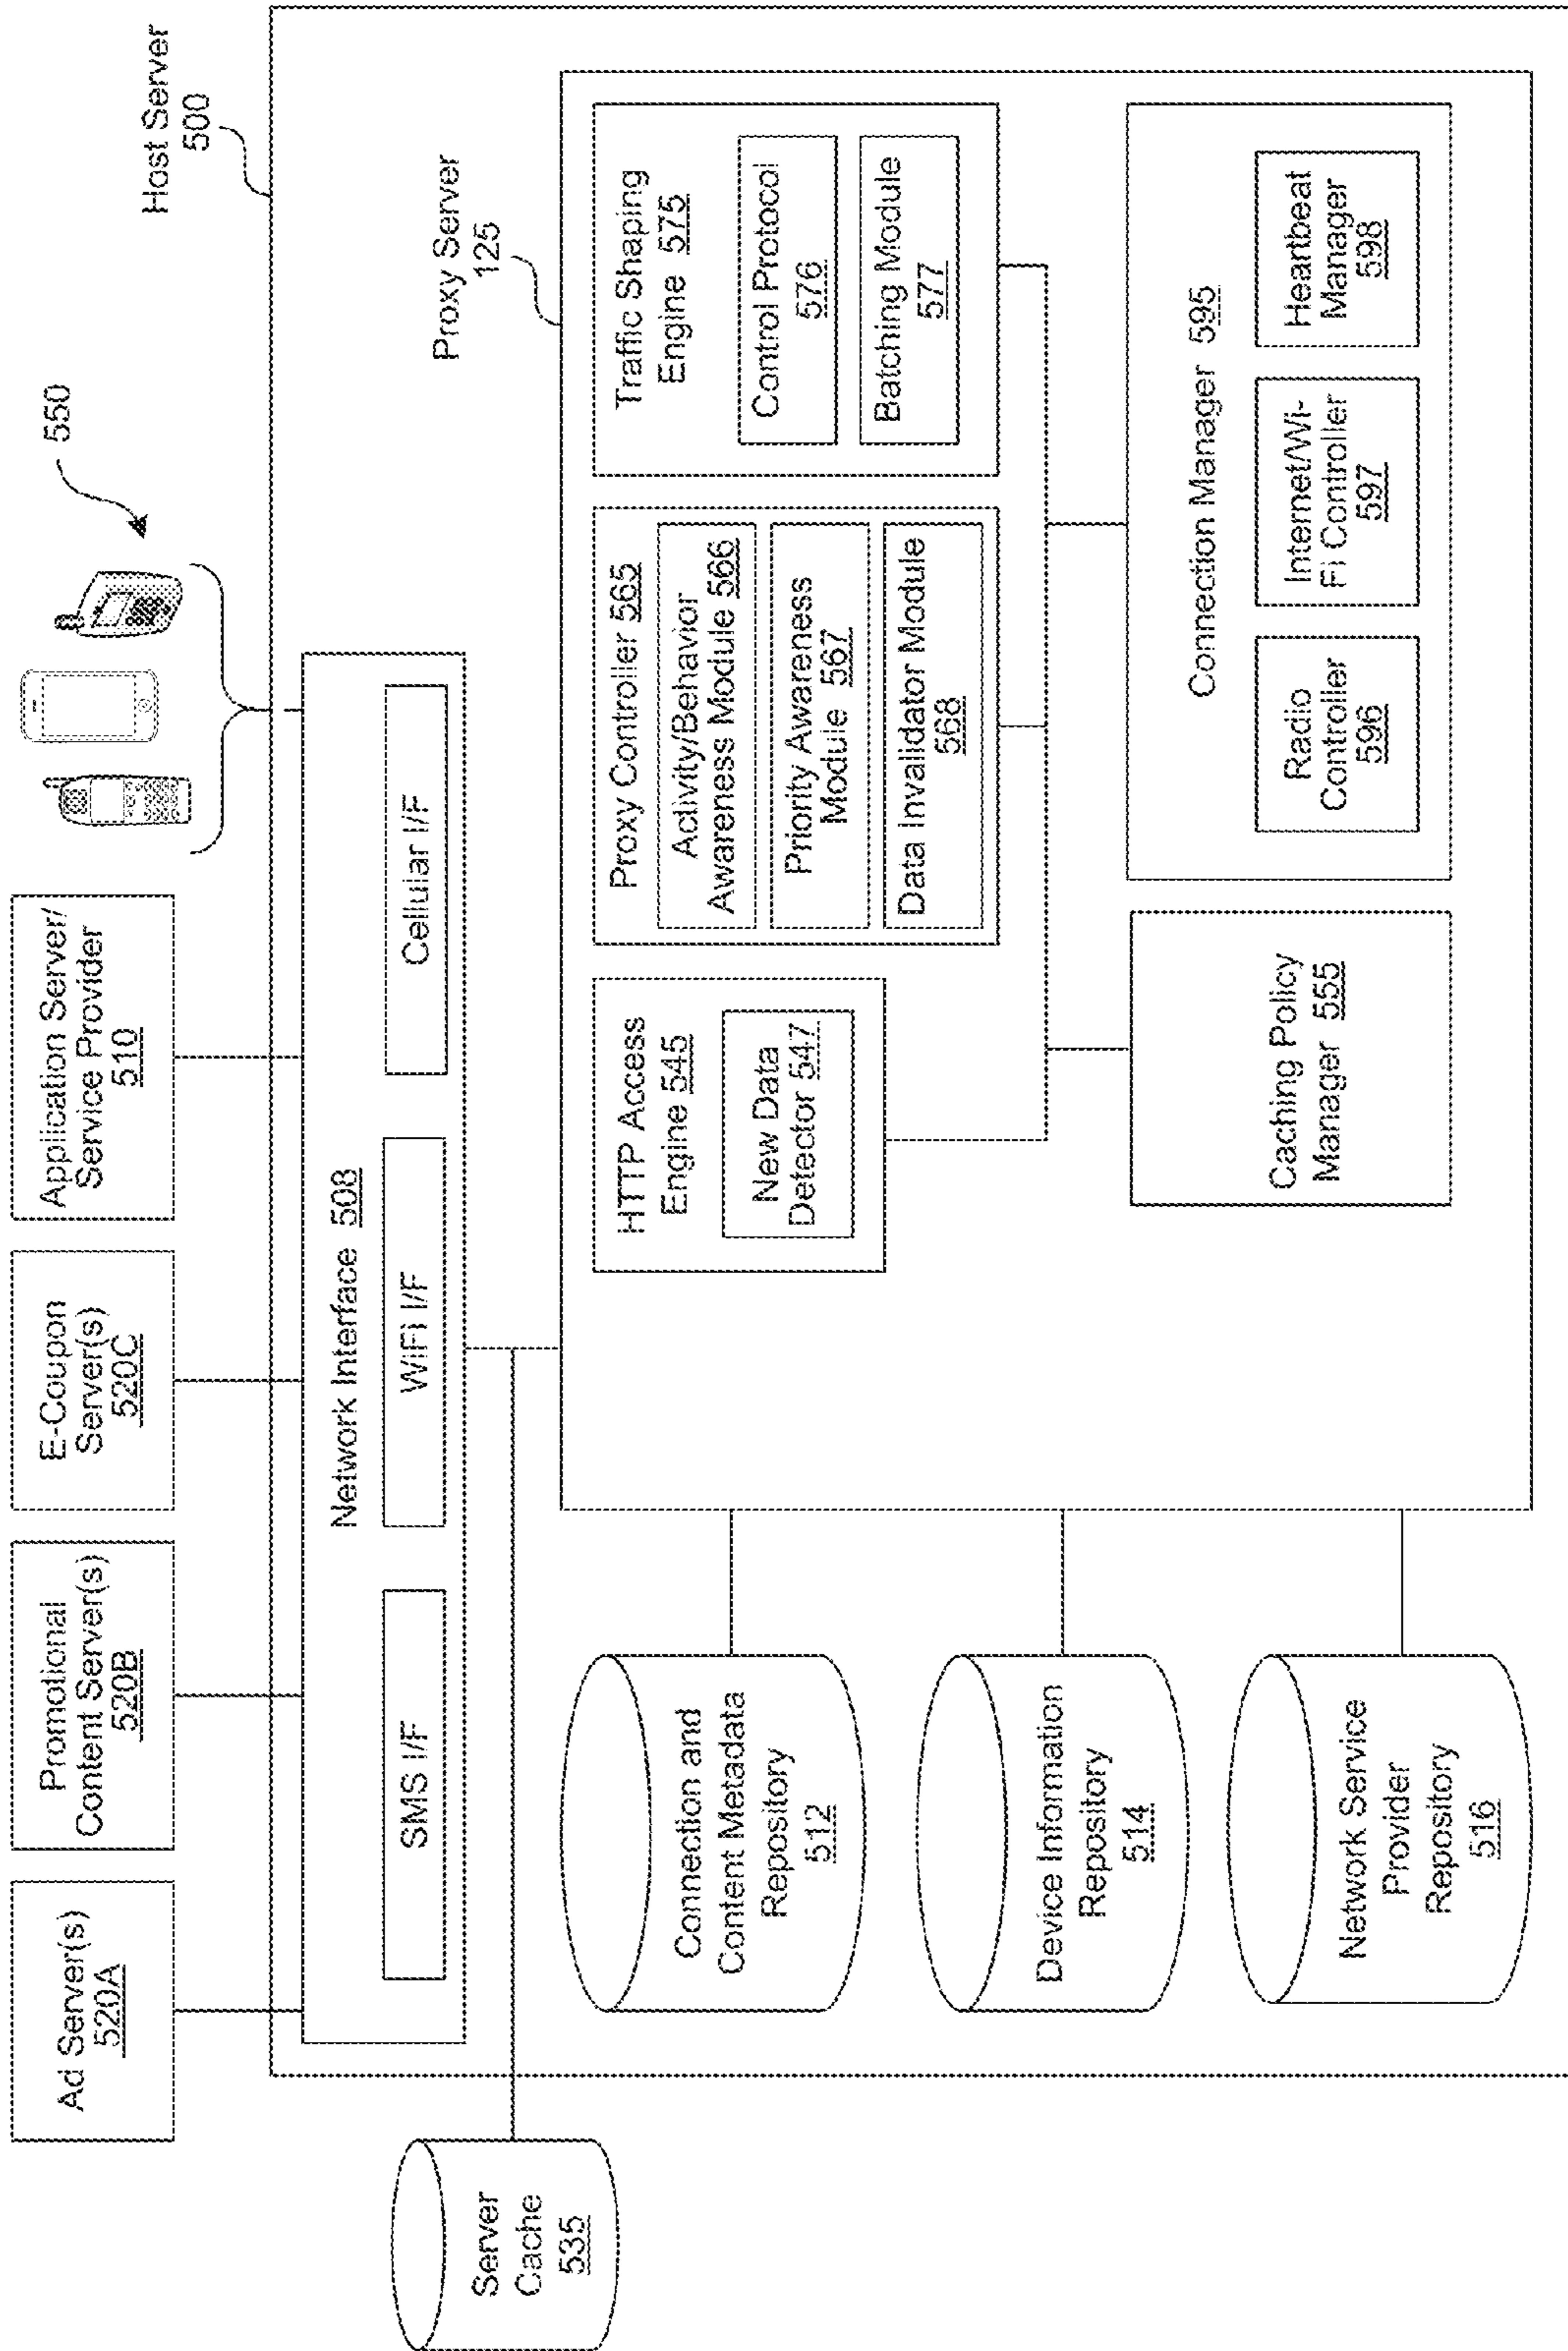 Ad Server(s)
520A
Promotional
Content Server(s)
520B
E-Coupon
Server(s)
520C
Application Server/
Service Provider
510
550
Host Server
500
Network Interface 508
SMS I/F
WiFi I/F
Cellular I/F
Server
Cache
535
Proxy Server
125
Connection and
Content Metadata
Repository
512
Device Information
Repository
514
Network Service
Provider
Repository
516
HTTP Access
Engine 545
New Data
Detector 547
Proxy Controller 565
Activity/Behavior
Awareness Module 566
Priority Awareness
Module 567
Data Invalidator Module
568
Traffic Shaping
Engine 575
Control Protocol
576
Batching Module
577
Caching Policy
Manager 555
Connection Manager 595
Radio
Controller
596
Internet/Wi-
Fi Controller
597
Heartbeat
Manager
598